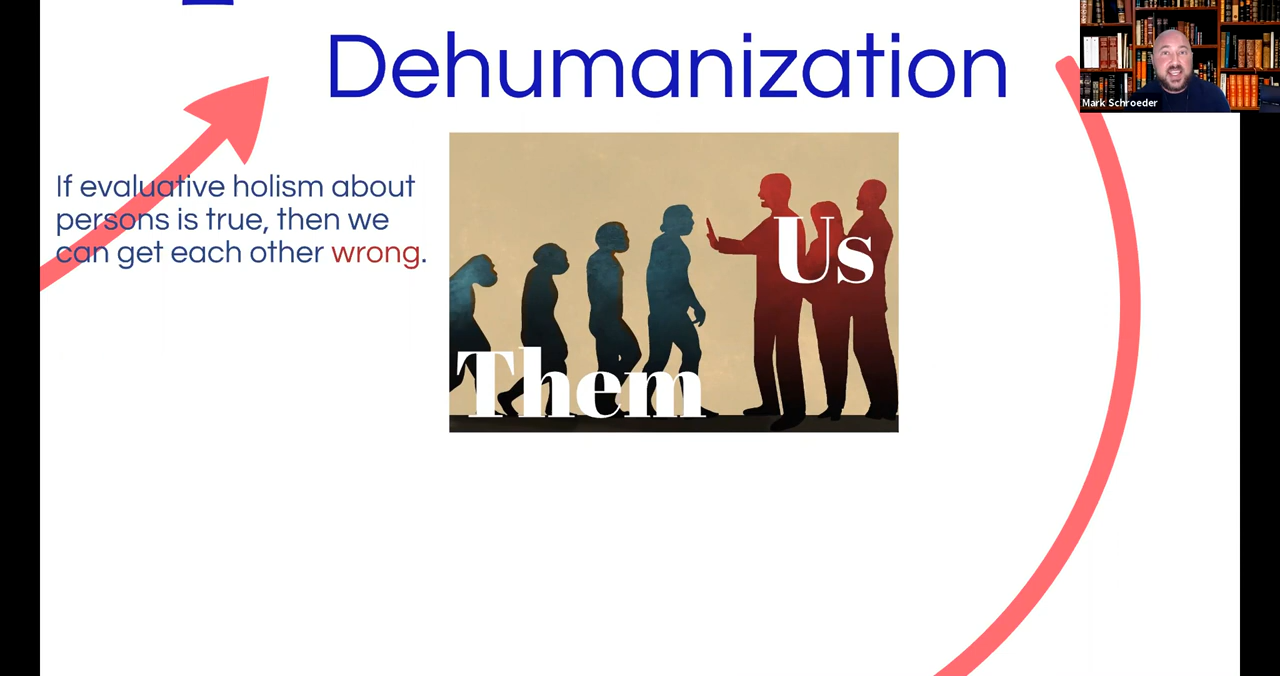 Dehumanization
Mark Schroeder
If evaluative holism about
persons is true, then we
can get each other wrong.
Us
Them